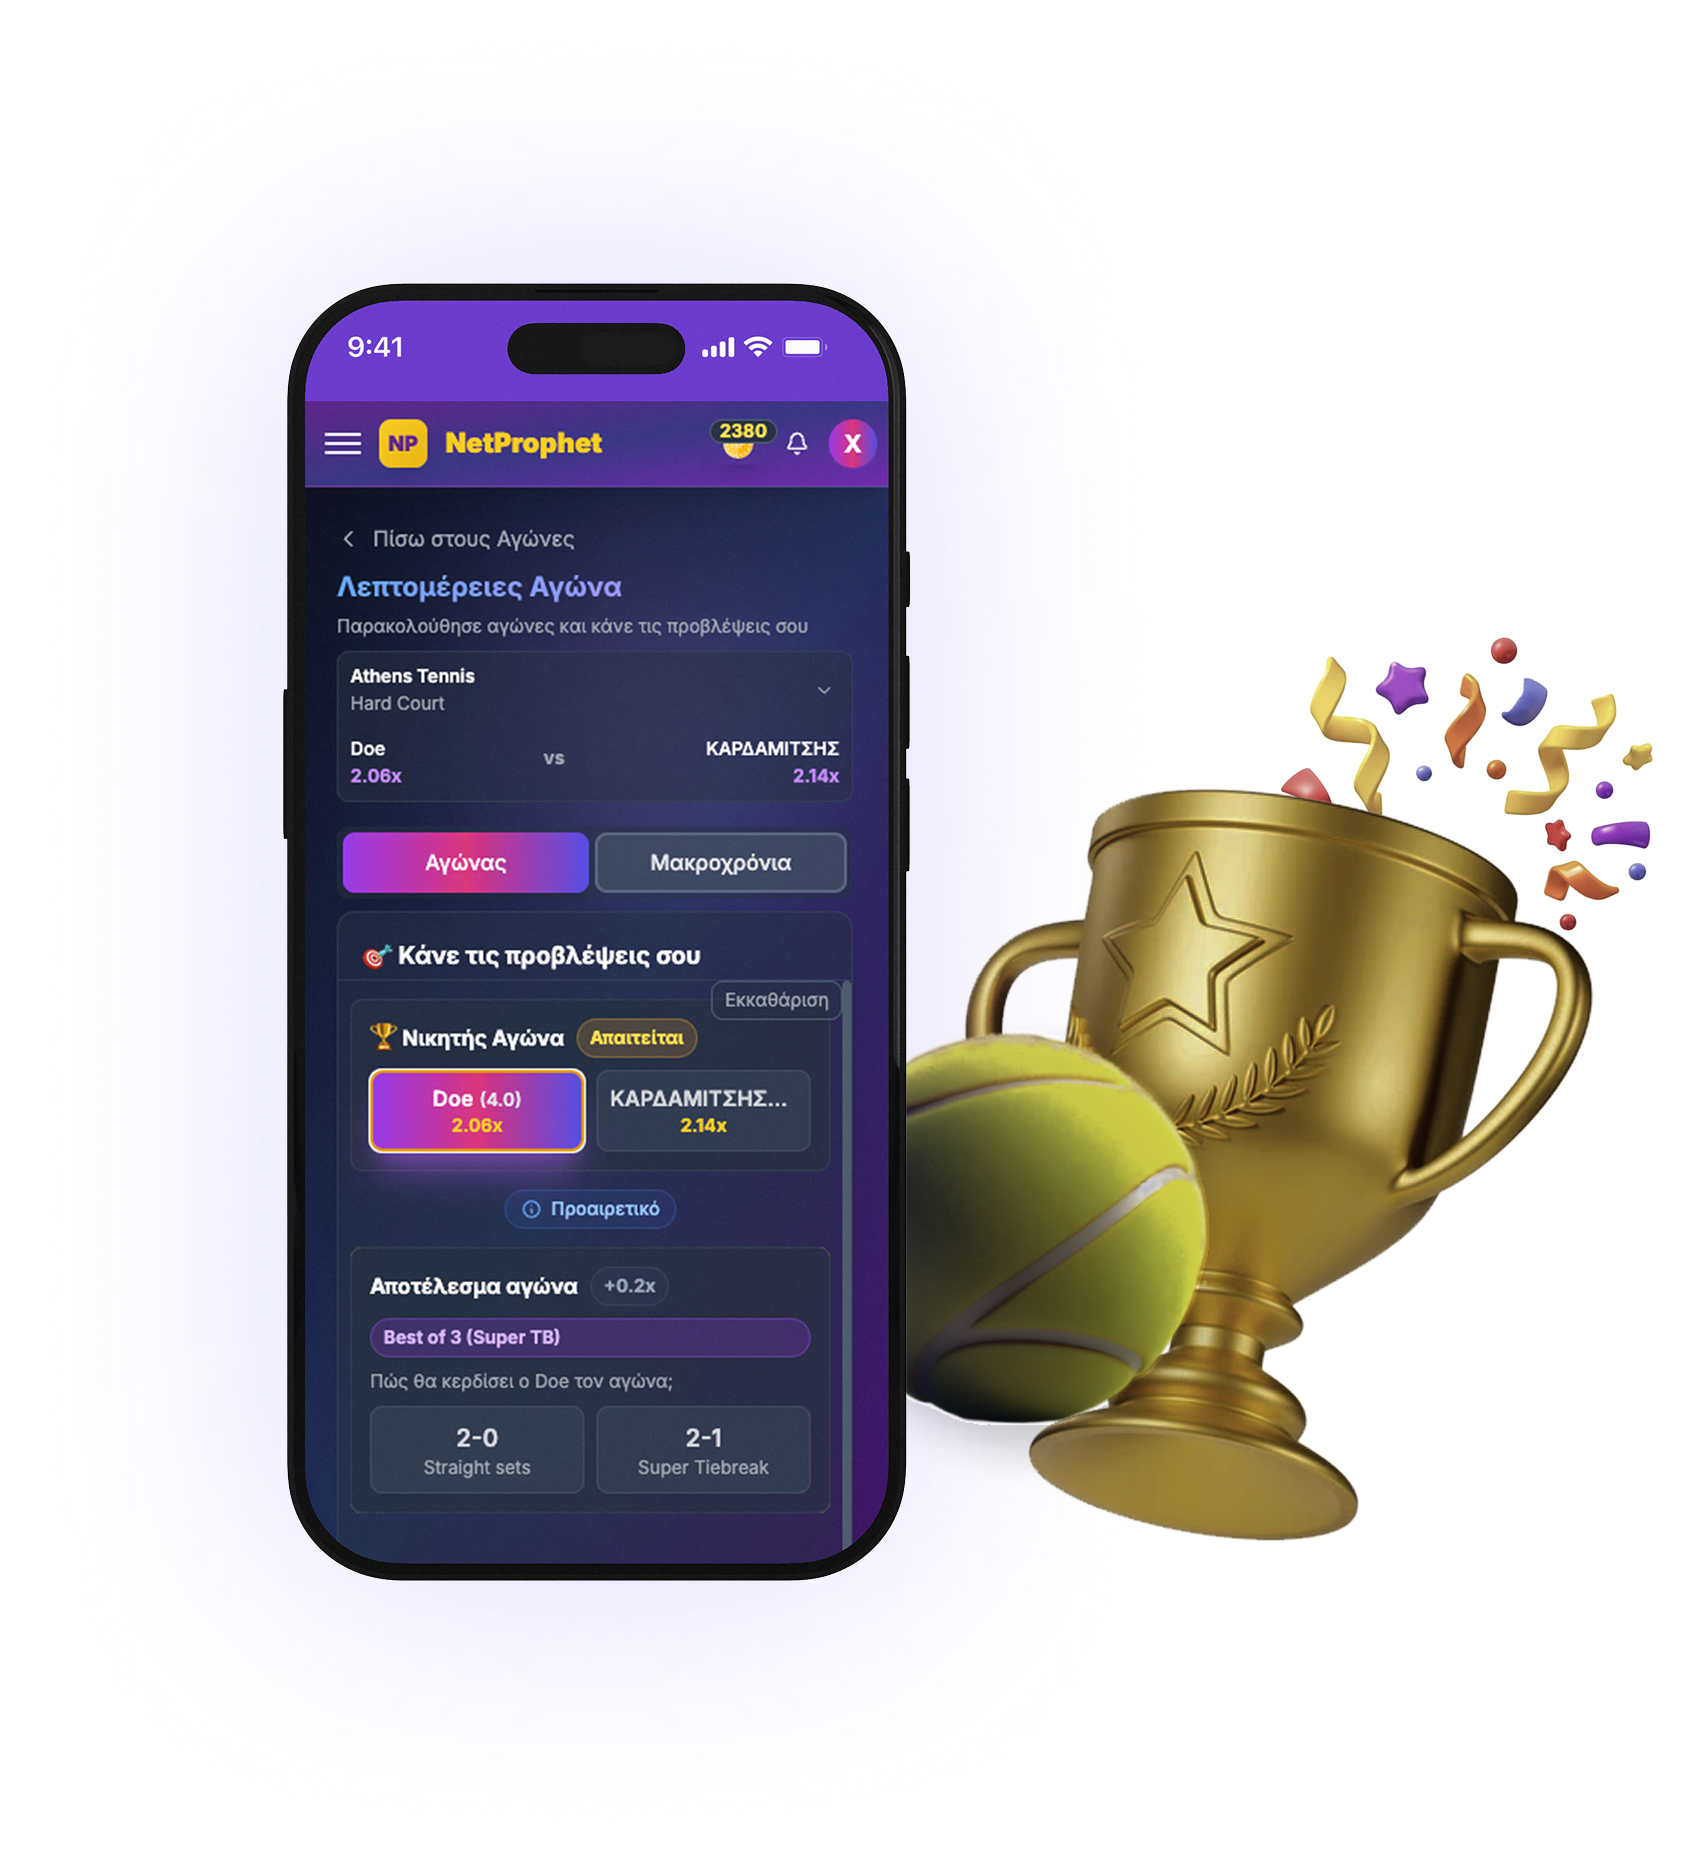 9:41
NP NetProphet 2380 X
Πίσω στους Αγώνες
Λεπτομέρειες Αγώνα
Παρακολούθησε αγώνες και κάνε τις προβλέψεις σου
Athens Tennis
Hard Court
Doe vs ΚΑΡΔΑΜΙΤΣΗΣ
2.06x 2.14x
Αγώνας Μακροχρόνια
Κάνε τις προβλέψεις σου
Εκκαθάριση
Νικητής Αγώνα Απαιτείται
Doe (4.0) ΚΑΡΔΑΜΙΤΣΗΣ...
2.06x 2.14x
Προαιρετικό
Αποτέλεσμα αγώνα +0.2x
Best of 3 (Super TB)
Πώς θα κερδίσει ο Doe τον αγώνα;
2-0 2-1
Straight sets Super Tiebreak